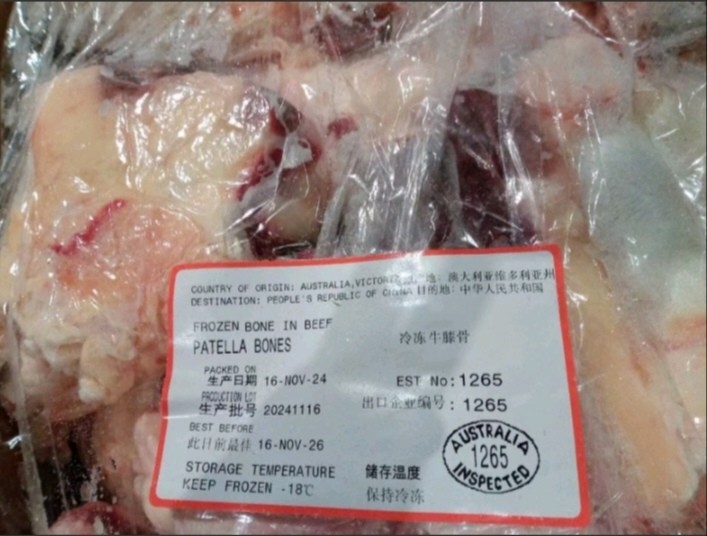 COUNTRY OF ORIGIN: AUSTRALIA,VICTORIA 地: 澳大利亚维多利亚州
DESTINATION: PEOPLE'S REPUBLIC OF CHINA 目的地: 中华人民共和国
FROZEN BONE IN BEEF
PATELLA BONES 冷冻牛膝骨
PACKED ON
生产日期 16-NOV-24 EST No: 1265
PRODUCTION LOT
生产批号 20241116 出口企业编号: 1265
BEST BEFORE
此日前最佳 16-NOV-26
STORAGE TEMPERATURE 储存温度
KEEP FROZEN -18℃ 保持冷冻
AUSTRALIA
1265
INSPECTED